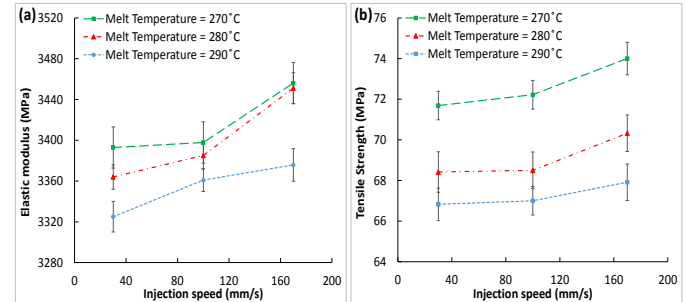 (a)
3520
3480
3440
3400
3360
3320
3280
Elastic modulus (MPa)
Melt Temperature = 270˚C
Melt Temperature = 280˚C
Melt Temperature = 290˚C
0 40 80 120 160 200
Injection speed (mm/s)
(b)
76
74
72
70
68
66
64
Tensile Strength (MPa)
Melt Temperature = 270˚C
Melt Temperature = 280˚C
Melt Temperature = 290˚C
0 40 80 120 160 200
Injection speed (mm/s)